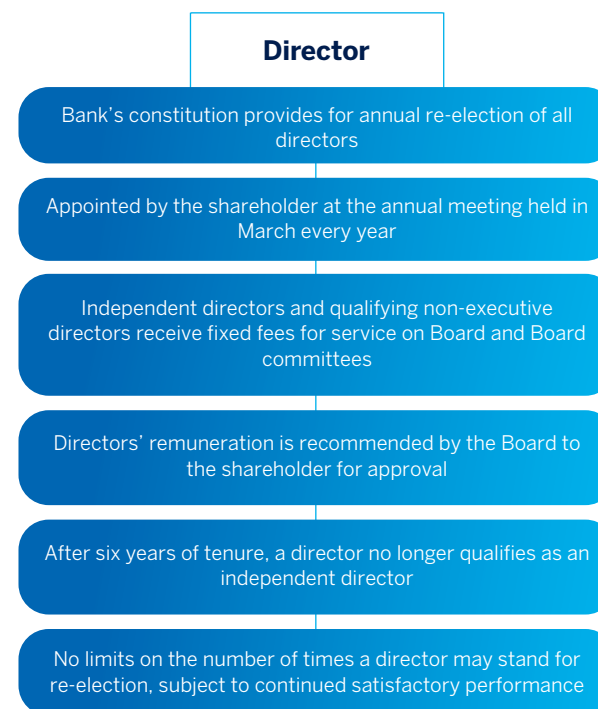 Director
Bank’s constitution provides for annual re-election of all
directors
Appointed by the shareholder at the annual meeting held in
March every year
Independent directors and qualifying non-executive
directors receive fixed fees for service on Board and Board
committees
Directors’ remuneration is recommended by the Board to
the shareholder for approval
After six years of tenure, a director no longer qualifies as an
independent director
No limits on the number of times a director may stand for
re-election, subject to continued satisfactory performance